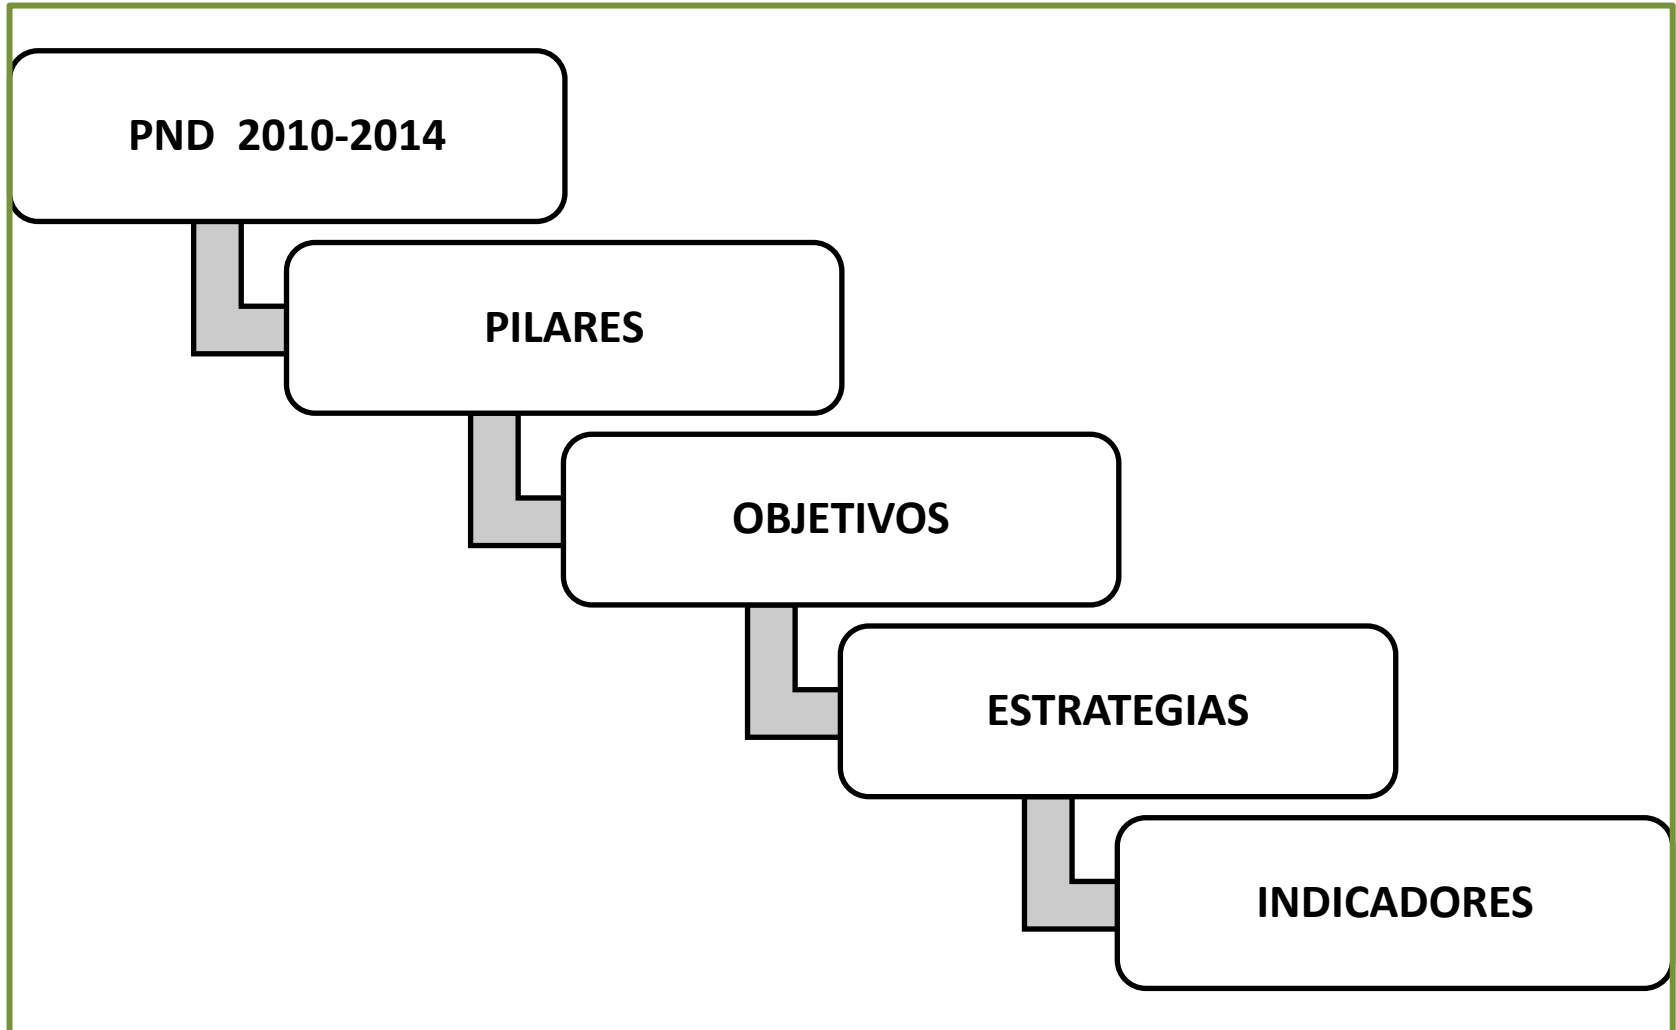 PND 2010-2014
PILARES
OBJETIVOS
ESTRATEGIAS
INDICADORES